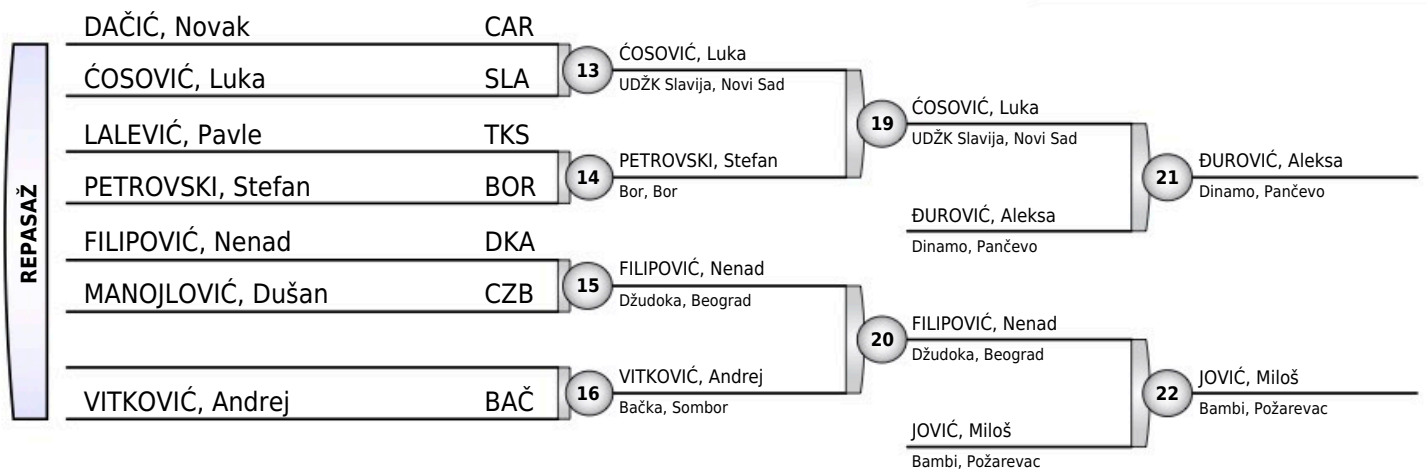 REPASAŽ
DAČIĆ, Novak CAR
ĆOSOVIĆ, Luka SLA
LALEVIĆ, Pavle TKS
PETROVSKI, Stefan BOR
FILIPOVIĆ, Nenad DKA
MANOJLOVIĆ, Dušan CZB
VITKOVIĆ, Andrej BAČ
13
ĆOSOVIĆ, Luka
UDŽK Slavija, Novi Sad
14
PETROVSKI, Stefan
Bor, Bor
15
FILIPOVIĆ, Nenad
Džudoka, Beograd
16
VITKOVIĆ, Andrej
Bačka, Sombor
19
ĆOSOVIĆ, Luka
UDŽK Slavija, Novi Sad
ĐUROVIĆ, Aleksa
Dinamo, Pančevo
20
FILIPOVIĆ, Nenad
Džudoka, Beograd
JOVIĆ, Miloš
Bambi, Požarevac
21
ĐUROVIĆ, Aleksa
Dinamo, Pančevo
22
JOVIĆ, Miloš
Bambi, Požarevac